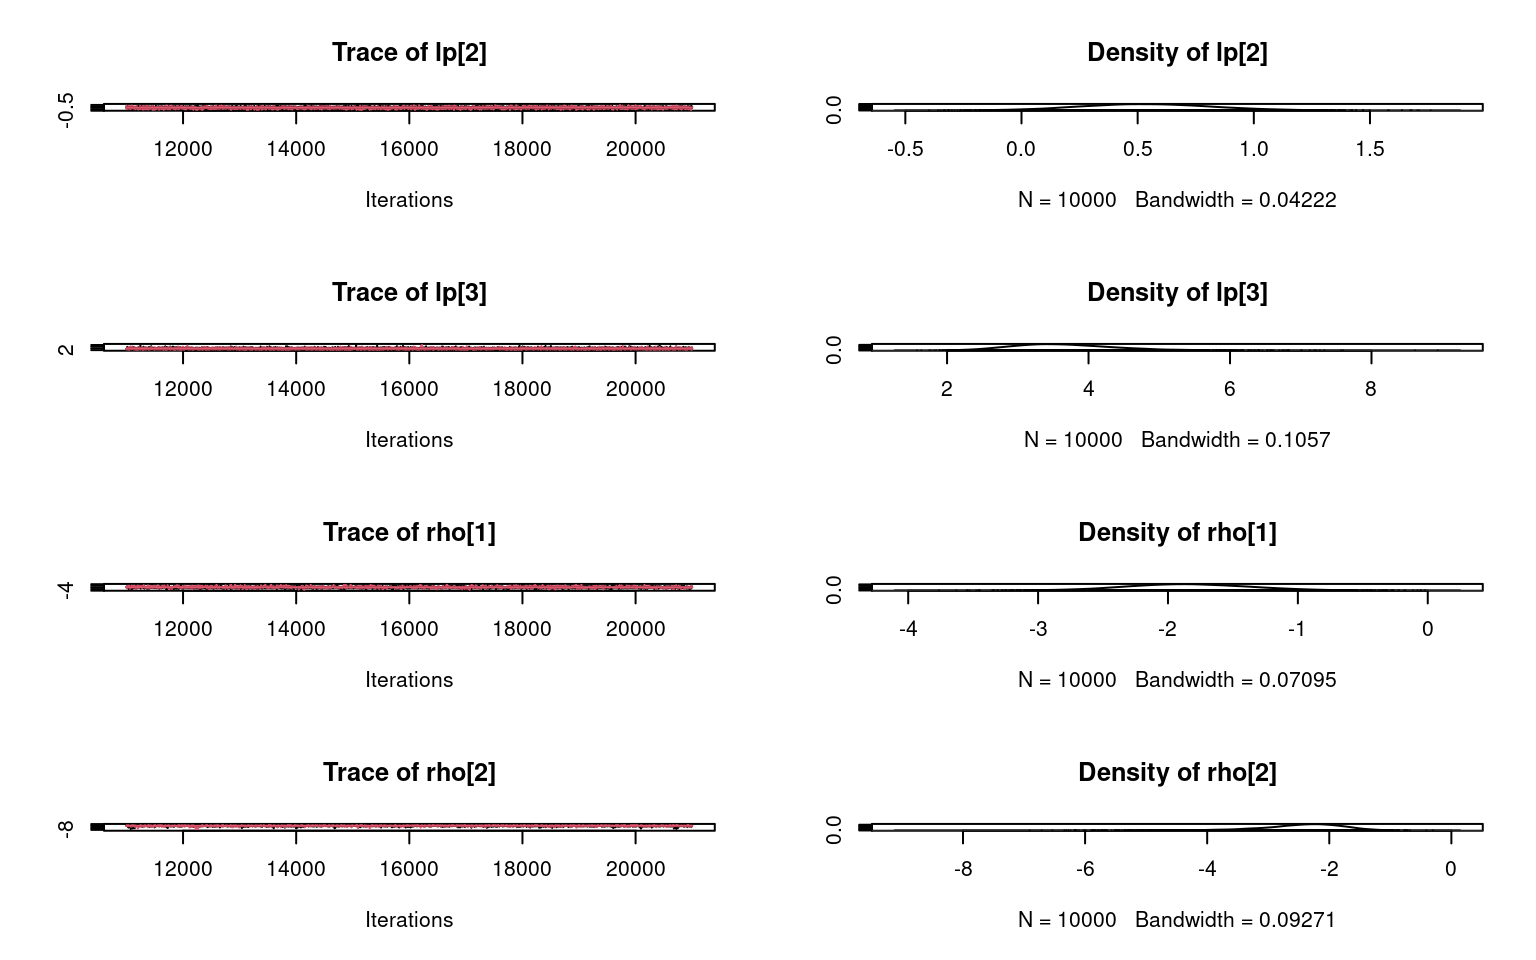 Trace of lp[2]
-0.5
12000 14000 16000 18000 20000
Iterations
Density of lp[2]
0.0
-0.5 0.0 0.5 1.0 1.5
N = 10000 Bandwidth = 0.04222
Trace of lp[3]
2
12000 14000 16000 18000 20000
Iterations
Density of lp[3]
0.0
2 4 6 8
N = 10000 Bandwidth = 0.1057
Trace of rho[1]
-4
12000 14000 16000 18000 20000
Iterations
Density of rho[1]
0.0
-4 -3 -2 -1 0
N = 10000 Bandwidth = 0.07095
Trace of rho[2]
-8
12000 14000 16000 18000 20000
Iterations
Density of rho[2]
0.0
-8 -6 -4 -2 0
N = 10000 Bandwidth = 0.09271